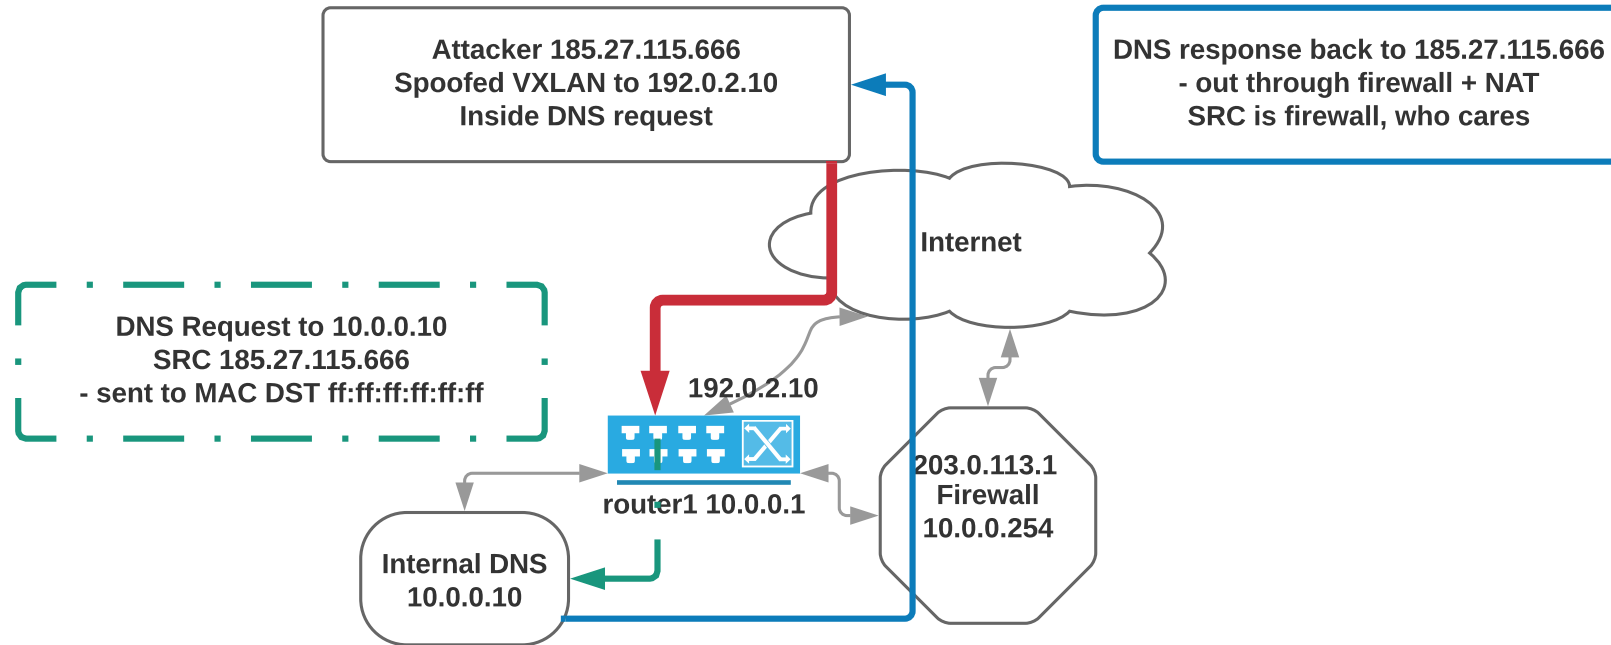 Attacker 185.27.115.666
Spoofed VXLAN to 192.0.2.10
Inside DNS request
DNS response back to 185.27.115.666
- out through firewall + NAT
SRC is firewall, who cares
Internet
DNS Request to 10.0.0.10
SRC 185.27.115.666
- sent to MAC DST ff:ff:ff:ff:ff:ff
192.0.2.10
router1 10.0.0.1
203.0.113.1
Firewall
10.0.0.254
Internal DNS
10.0.0.10